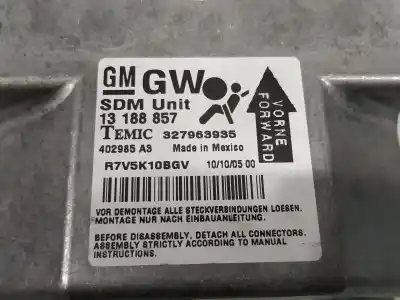 GM GW
SDM Unit
13 188 857
TEMIC 327963935
402985 A3 Made in Mexico
R7V5K10BGV 10/10/05 00
VORNE
FORWARD
VOR DEMONTAGE ALLE STECKVERBINDUNGEN LOESEN.
MONTAGE NUR NACH EINBAUANLEITUNG.
BEFORE DISASSEMBLY, DETACH ALL CONNECTORS.
ASSEMBLY STRICTLY ACCORDING TO MANUAL
INSTRUCTIONS.